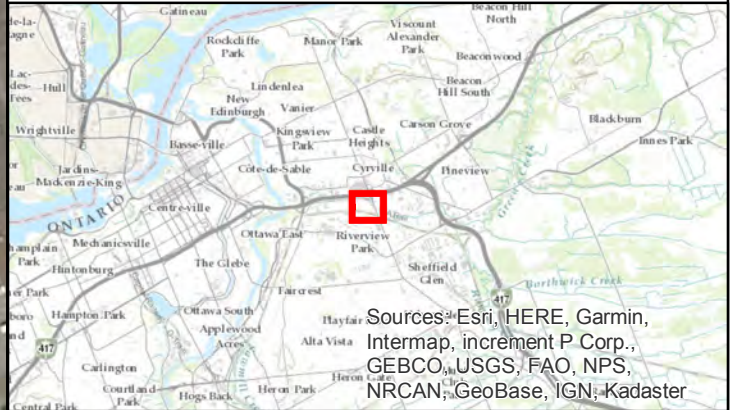 Gatineau
Beacon Hill
North
Viscount
Alexander
Park
Rockcliffe
Park
Manor Park
Beaconwood
Hull
Lindenlea
Beacon
Hill South
New
Edinburgh
Vanier
Blackburn
Wrightville
Kingsview
Park
Castle
Heights
Carson Grove
Innes Park
Basse-ville
Côte-de-Sable
Cyrville
Pineview
Jardins-
Mackenzie-King
Centre-ville
ONTARIO
Mechanicsville
Ottawa East
Riverview
Park
Park
Hintonburg
The Glebe
Sheffield
Glen
Borthwick Creek
Faircrest
417
Hampton Park
Ottawa South
Applewood
Acres
Alta Vista
417
Carlington
Courtland
Park
Hogs Back
Heron Park
Heron Gate
Central Park
Sources: Esri, HERE, Garmin,
Intermap, increment P Corp.,
GEBCO, USGS, FAO, NPS,
NRCAN, GeoBase, IGN, Kadaster